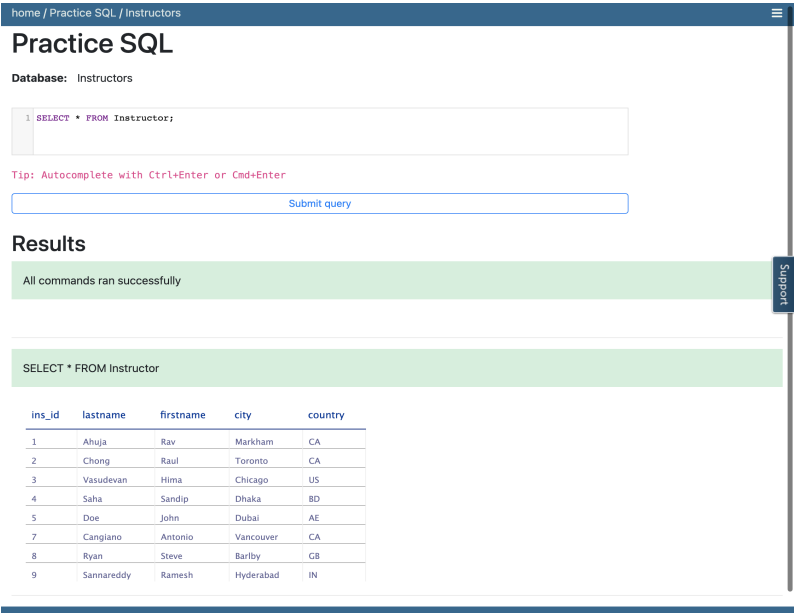 home / Practice SQL / Instructors
Practice SQL
Database: Instructors
1 SELECT * FROM Instructor;
Tip: Autocomplete with Ctrl+Enter or Cmd+Enter
Submit query
Results
All commands ran successfully
Support
SELECT * FROM Instructor
ins_id lastname firstname city country
1 Ahuja Rav Markham CA
2 Chong Raul Toronto CA
3 Vasudevan Hima Chicago US
4 Saha Sandip Dhaka BD
5 Doe John Dubai AE
7 Cangiano Antonio Vancouver CA
8 Ryan Steve Barlby GB
9 Sannareddy Ramesh Hyderabad IN